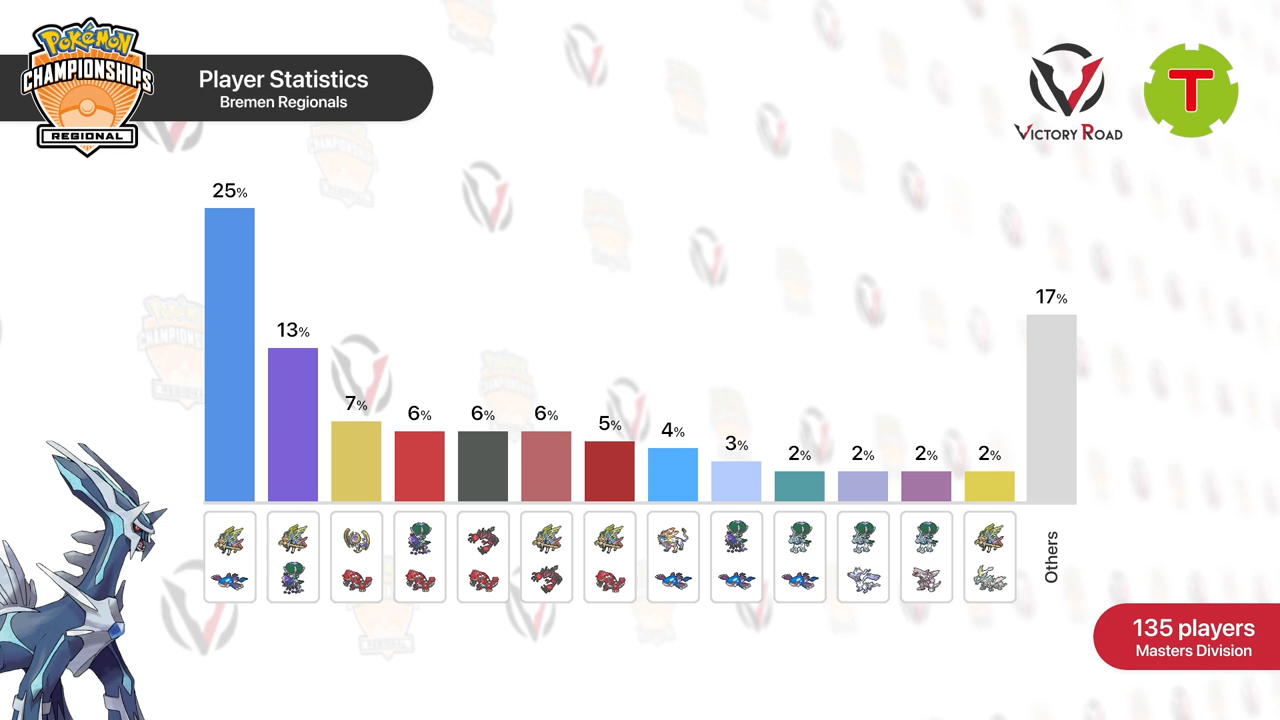 POKÉMON
CHAMPIONSHIPS
REGIONAL
Player Statistics
Bremen Regionals
VICTORY ROAD
T
25%
13%
7%
6%
6%
6%
5%
4%
3%
2%
2%
2%
2%
17%
Others
135 players
Masters Division